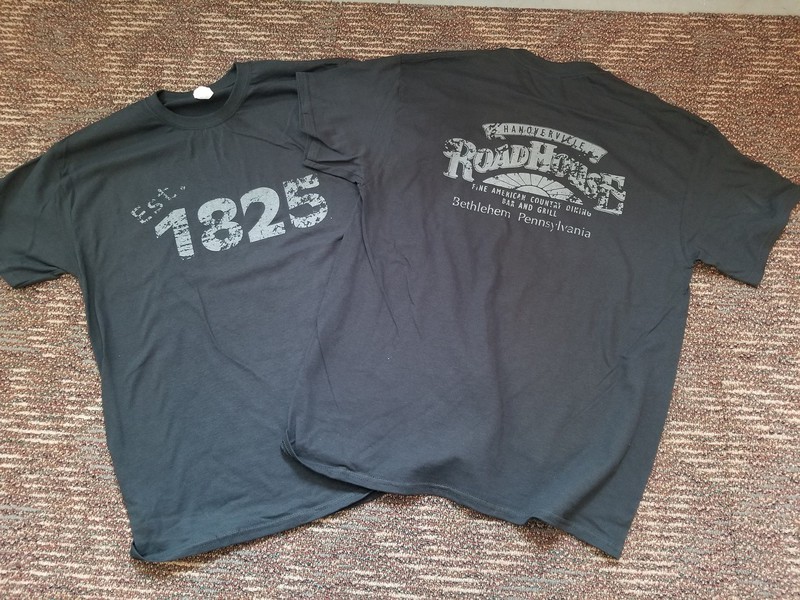 Est.
1825
HANOVERVILLE
ROADHOUSE
FINE AMERICAN COUNTRY DINING
BAR AND GRILL
Bethlehem Pennsylvania